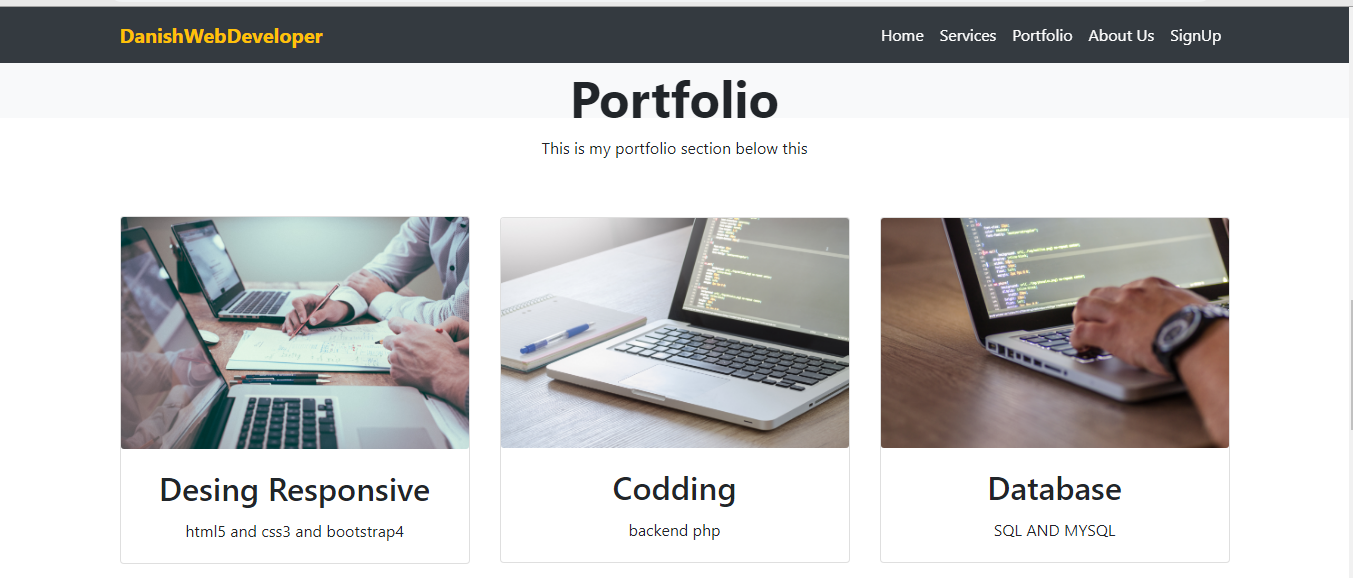 DanishWebDeveloper
Home Services Portfolio About Us SignUp
Portfolio
This is my portfolio section below this
Desing Responsive
html5 and css3 and bootstrap4
Codding
backend php
Database
SQL AND MYSQL